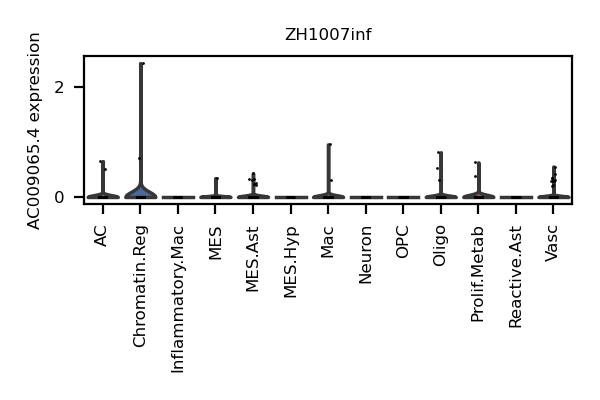 ZH1007inf
AC009065.4 expression
2
0
AC
Chromatin.Reg
Inflammatory.Mac
MES
MES.Ast
MES.Hyp
Mac
Neuron
OPC
Oligo
Prolif.Metab
Reactive.Ast
Vasc